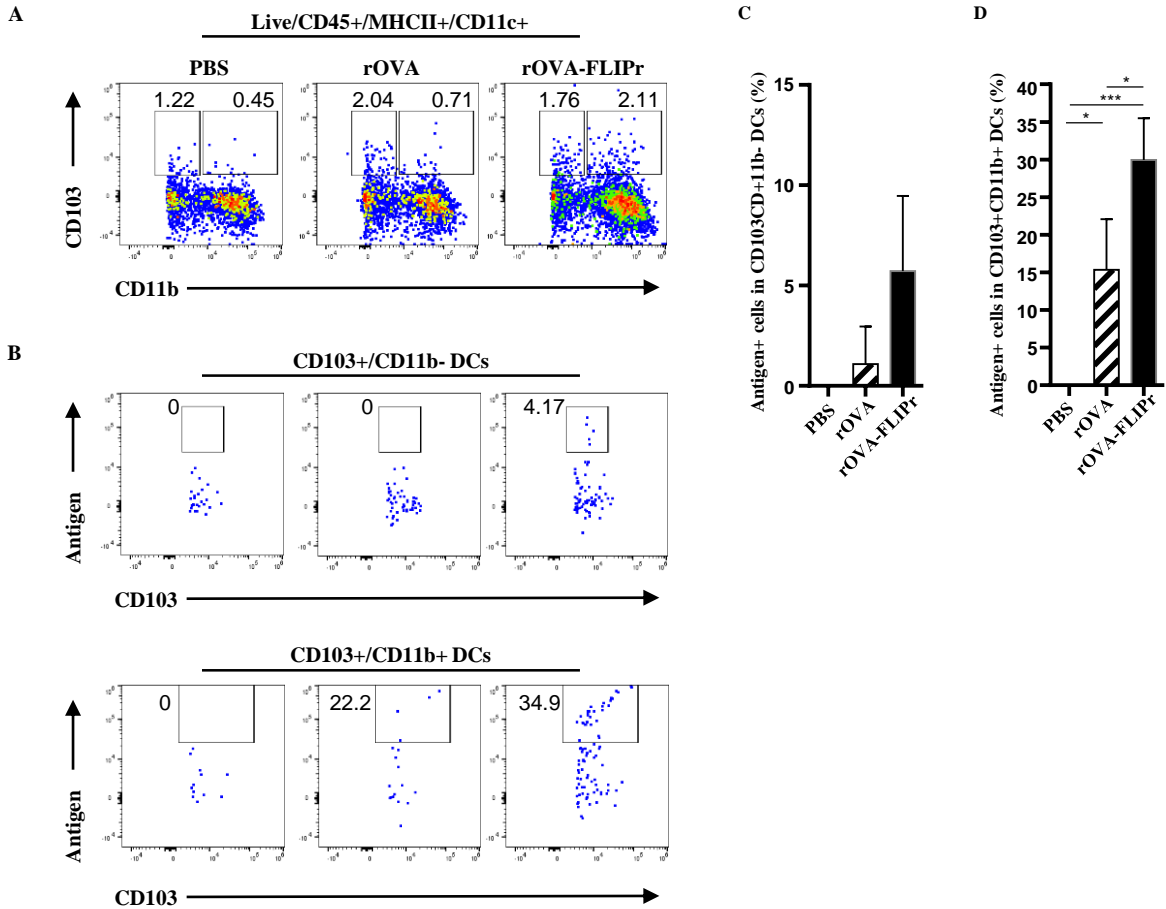 A
Live/CD45+/MHCII+/CD11c+
PBS
rOVA
rOVA-FLIPr
1.22
0.45
2.04
0.71
1.76
2.11
CD103
CD11b
B
CD103+/CD11b- DCs
0
0
4.17
Antigen
CD103
CD103+/CD11b+ DCs
0
22.2
34.9
Antigen
CD103
C
Antigen+ cells in CD103CD+11b- DCs (%)
15
10
5
0
PBS
rOVA
rOVA-FLIPr
D
Antigen+ cells in CD103+CD11b+ DCs (%)
40
35
30
25
20
15
10
5
0
*
***
*
PBS
rOVA
rOVA-FLIPr